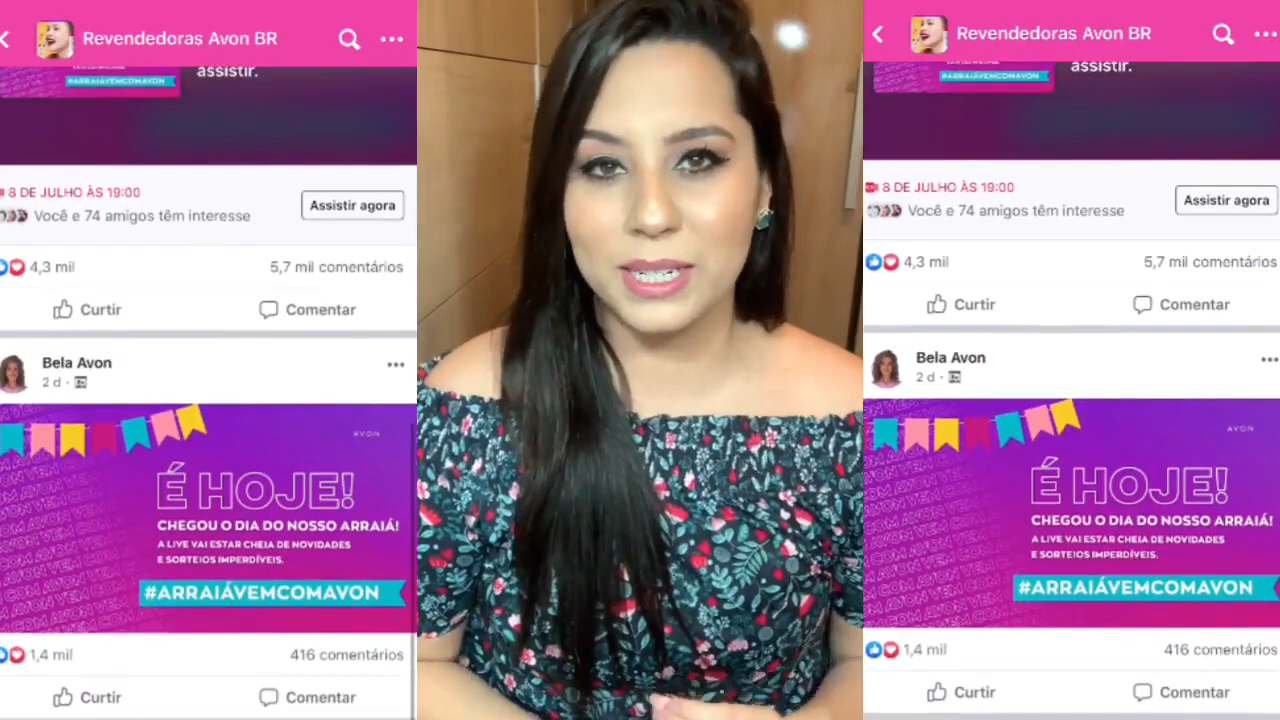 Revendedoras Avon BR
#ARRAIÁVEMCOMAVON
assistir.
8 DE JULHO ÀS 19:00
Você e 74 amigos têm interesse
Assistir agora
4,3 mil
5,7 mil comentários
Curtir
Comentar
Bela Avon
2 d
AVON
É HOJE!
CHEGOU O DIA DO NOSSO ARRAIÁ!
A LIVE VAI ESTAR CHEIA DE NOVIDADES
E SORTEIOS IMPERDÍVEIS.
#ARRAIÁVEMCOMAVON
1,4 mil
416 comentários
Curtir
Comentar
Revendedoras Avon BR
#ARRAIÁVEMCOMAVON
assistir.
8 DE JULHO ÀS 19:00
Você e 74 amigos têm interesse
Assistir agora
4,3 mil
5,7 mil comentários
Curtir
Comentar
Bela Avon
2 d
AVON
É HOJE!
CHEGOU O DIA DO NOSSO ARRAIÁ!
A LIVE VAI ESTAR CHEIA DE NOVIDADES
E SORTEIOS IMPERDÍVEIS.
#ARRAIÁVEMCOMAVON
1,4 mil
416 comentários
Curtir
Comentar